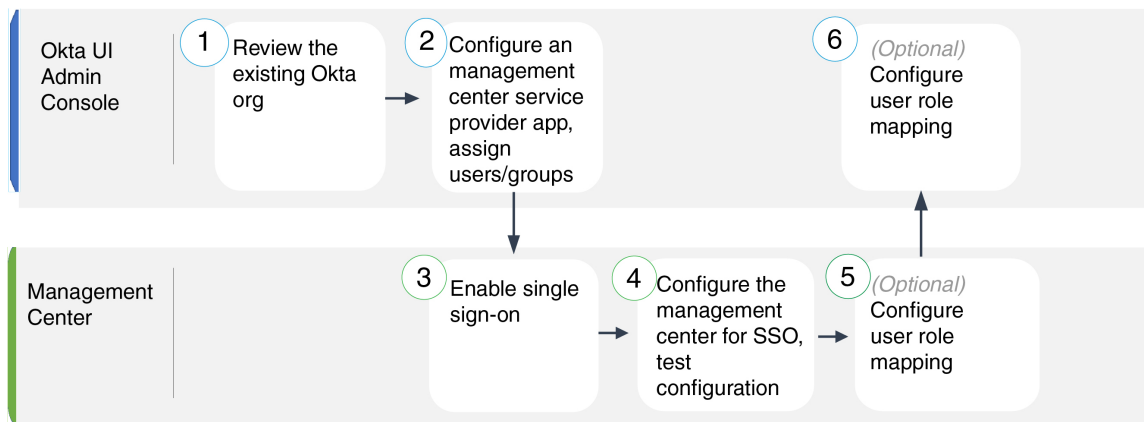 Okta UI
Admin
Console
1
Review the
existing Okta
org
2
Configure an
management
center service
provider app,
assign
users/groups
6
(Optional)
Configure
user role
mapping
Management
Center
3
Enable single
sign-on
4
Configure the
management
center for SSO,
test
configuration
5
(Optional)
Configure
user role
mapping